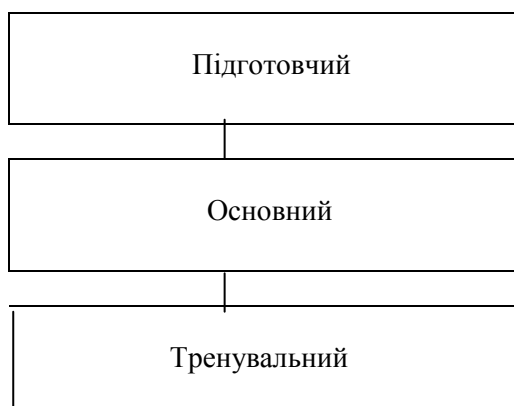 Підготовчий
Основний
Тренувальний